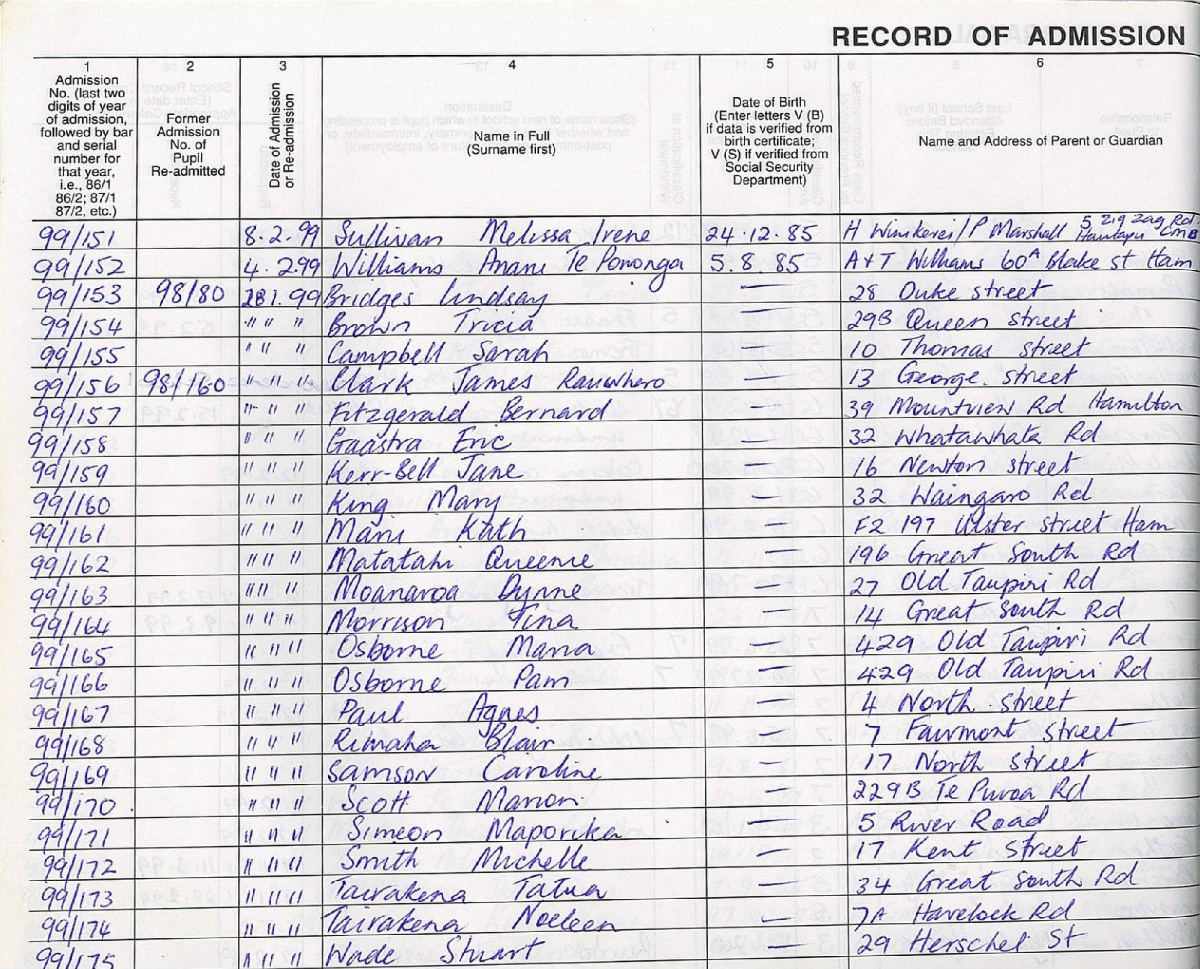 RECORD OF ADMISSION
1 2 3 4 5 6
Admission No. (last two digits of year of admission, followed by bar and serial number for that year, i.e., 86/1 86/2; 87/1 87/2, etc.)
Former Admission No. of Pupil Re-admitted
Date of Admission or Re-admission
Name in Full (Surname first)
Date of Birth (Enter letters V (B) if data is verified from birth certificate; V (S) if verified from Social Security Department)
Name and Address of Parent or Guardian
99/151 8.2.99 Sullivan Melissa Irene 24.12.85 H / P Marshall 5 Zig Zag Rd
99/152 4.2.99 Williams Te Pononga 5.8.85 A+T Williams 60A Blake st Ham
99/153 98/80 99 Bridges Lindsay — 28 Duke street
99/154 " " " Brown Tricia — 29B Queen street
99/155 " " " Campbell Sarah — 10 Thomas street
99/156 98/160 " " " Clark James — 13 George street
99/157 " " " Fitzgerald Bernard — 39 Mountview Rd Hamilton
99/158 " " " Gaastra Eric — 32 Whatawhata Rd
99/159 " " " Kerr-Bell Jane — 16 Newton street
99/160 " " " King Mary — 32 Waingaro Rd
99/161 " " " Mani Kath — F2 197 Ulster street Ham
99/162 " " " Matatahi Queenie — 196 Great South Rd
99/163 " " " Moanaroa Dynne — 27 Old Taupiri Rd
99/164 " " " Morrison Tina — 14 Great South Rd
99/165 " " " Osborne — 429 Old Taupiri Rd
99/166 " " " Osborne Pam — 429 Old Taupiri Rd
99/167 " " " Paul Agnes — 4 North street
99/168 " " " Rimaha Blair — 7 Fairmont street
99/169 " " " Samson Caroline — 17 North street
99/170 " " " Scott — 229B Te Puroa Rd
99/171 " " " Simeon Maporika — 5 River Road
99/172 " " " Smith Michelle — 17 Kent Street
99/173 " " " Tairakena Tatua — 34 Great South Rd
99/174 " " " Tairakena Noeleen — 7A Havelock Rd
99/175 " " " Wade Stuart — 29 Herschel St